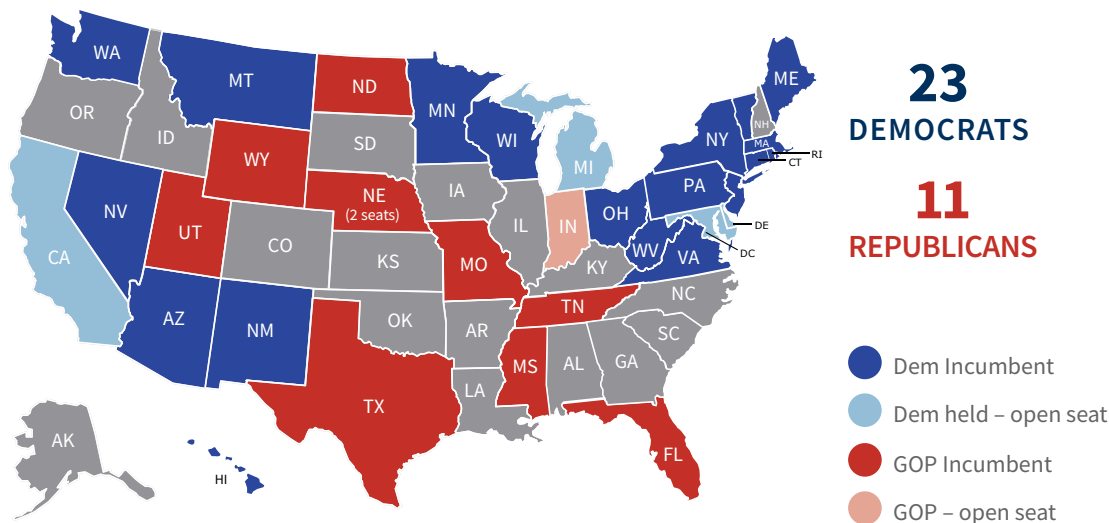 WA
MT
ND
MN
ME
OR
ID
SD
WI
NY
NH
MA
RI
CT
WY
MI
PA
NE
(2 seats)
IA
NV
UT
CO
IL
IN
OH
DE
DC
CA
KS
MO
WV
VA
KY
AZ
NM
OK
AR
TN
NC
SC
TX
LA
MS
AL
GA
AK
HI
FL
23
DEMOCRATS
11
REPUBLICANS
Dem Incumbent
Dem held – open seat
GOP Incumbent
GOP – open seat